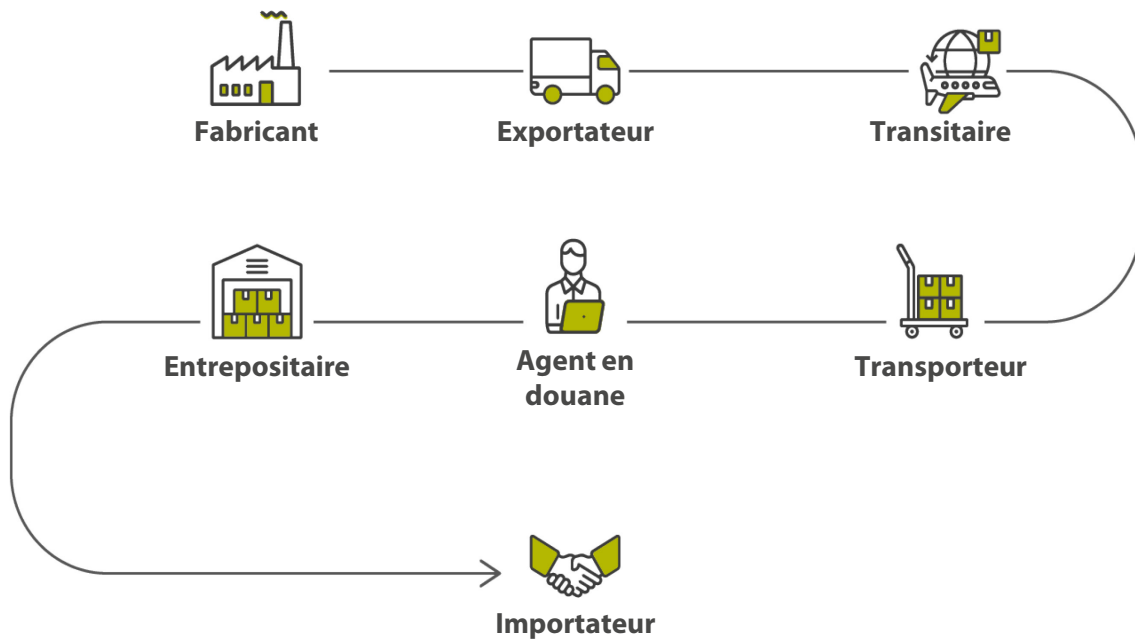 Fabricant
Exportateur
Transitaire
Entrepositaire
Agent en
douane
Transporteur
Importateur